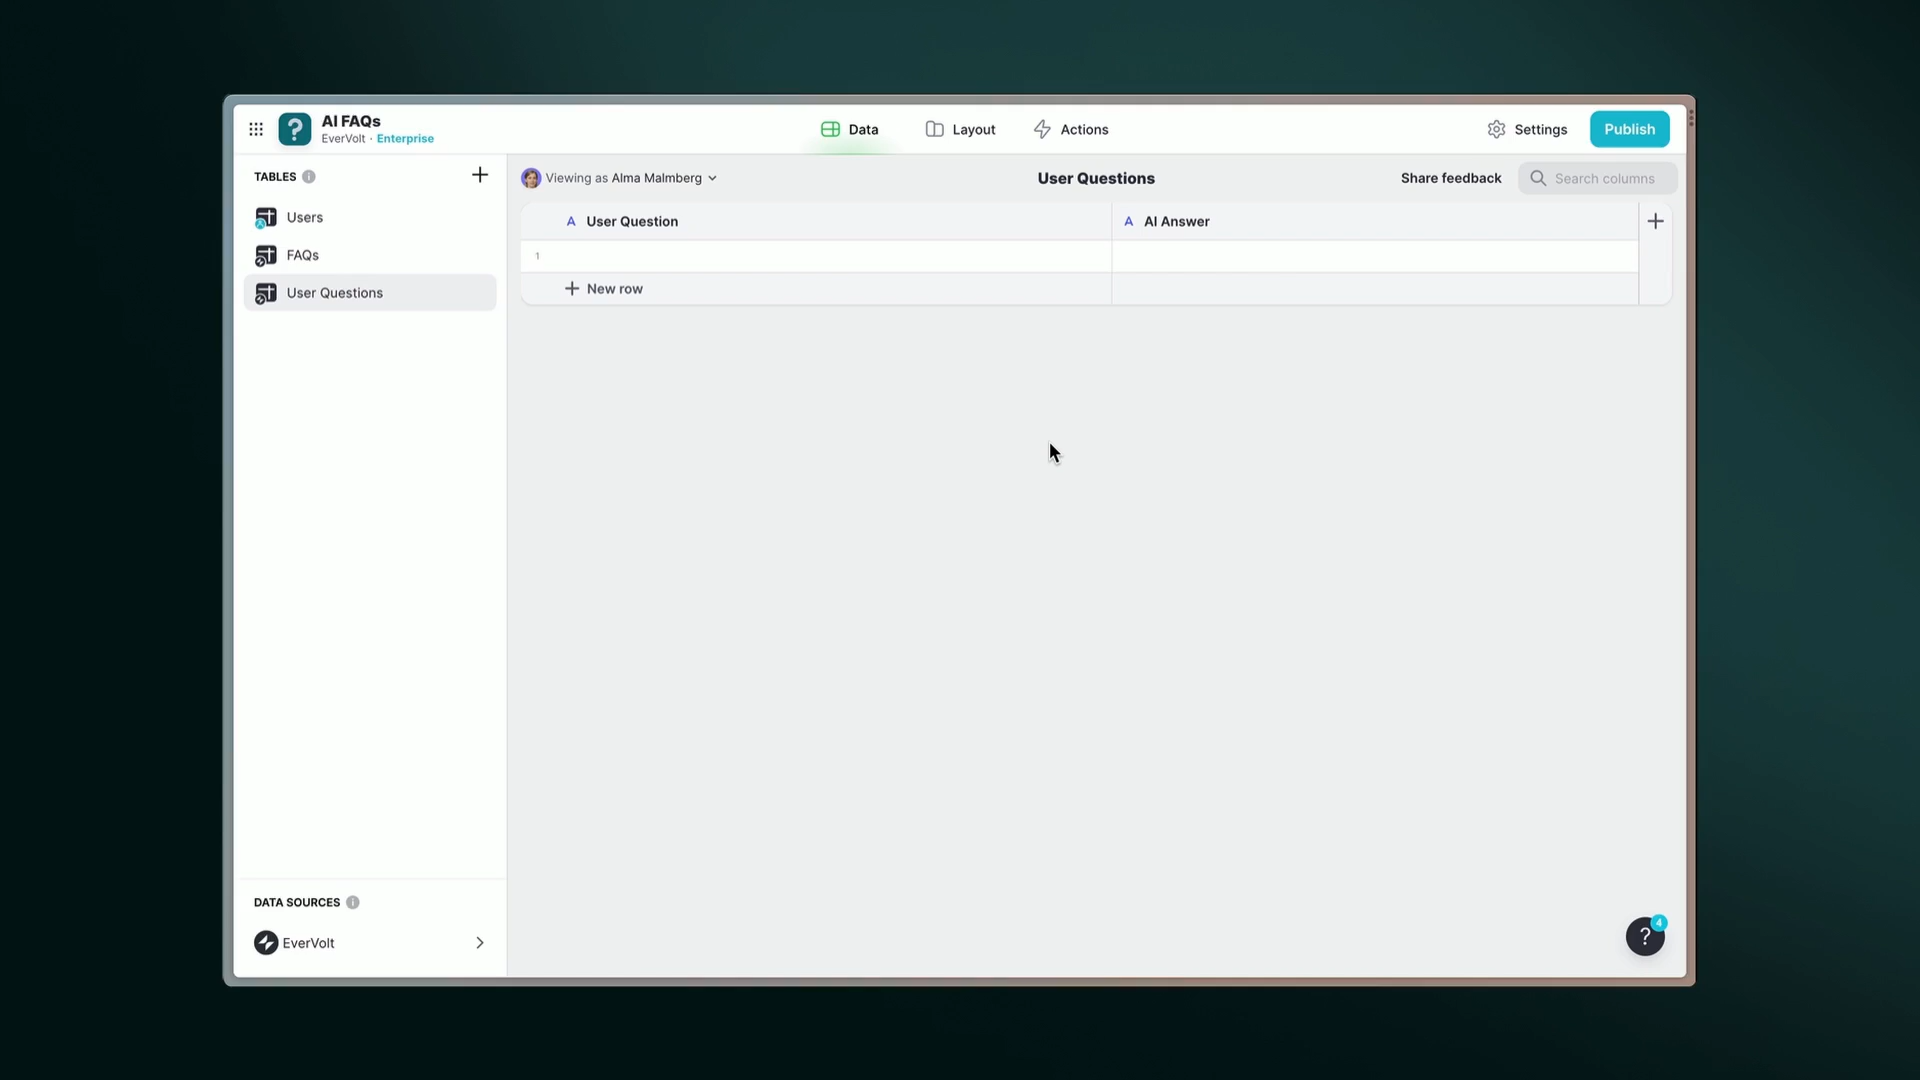 AI FAQs
EverVolt · Enterprise
Data
Layout
Actions
Settings
Publish
TABLES
Users
FAQs
User Questions
Viewing as Alma Malmberg
User Questions
Share feedback
Search columns
A User Question
A AI Answer
1
New row
DATA SOURCES
EverVolt
?
4